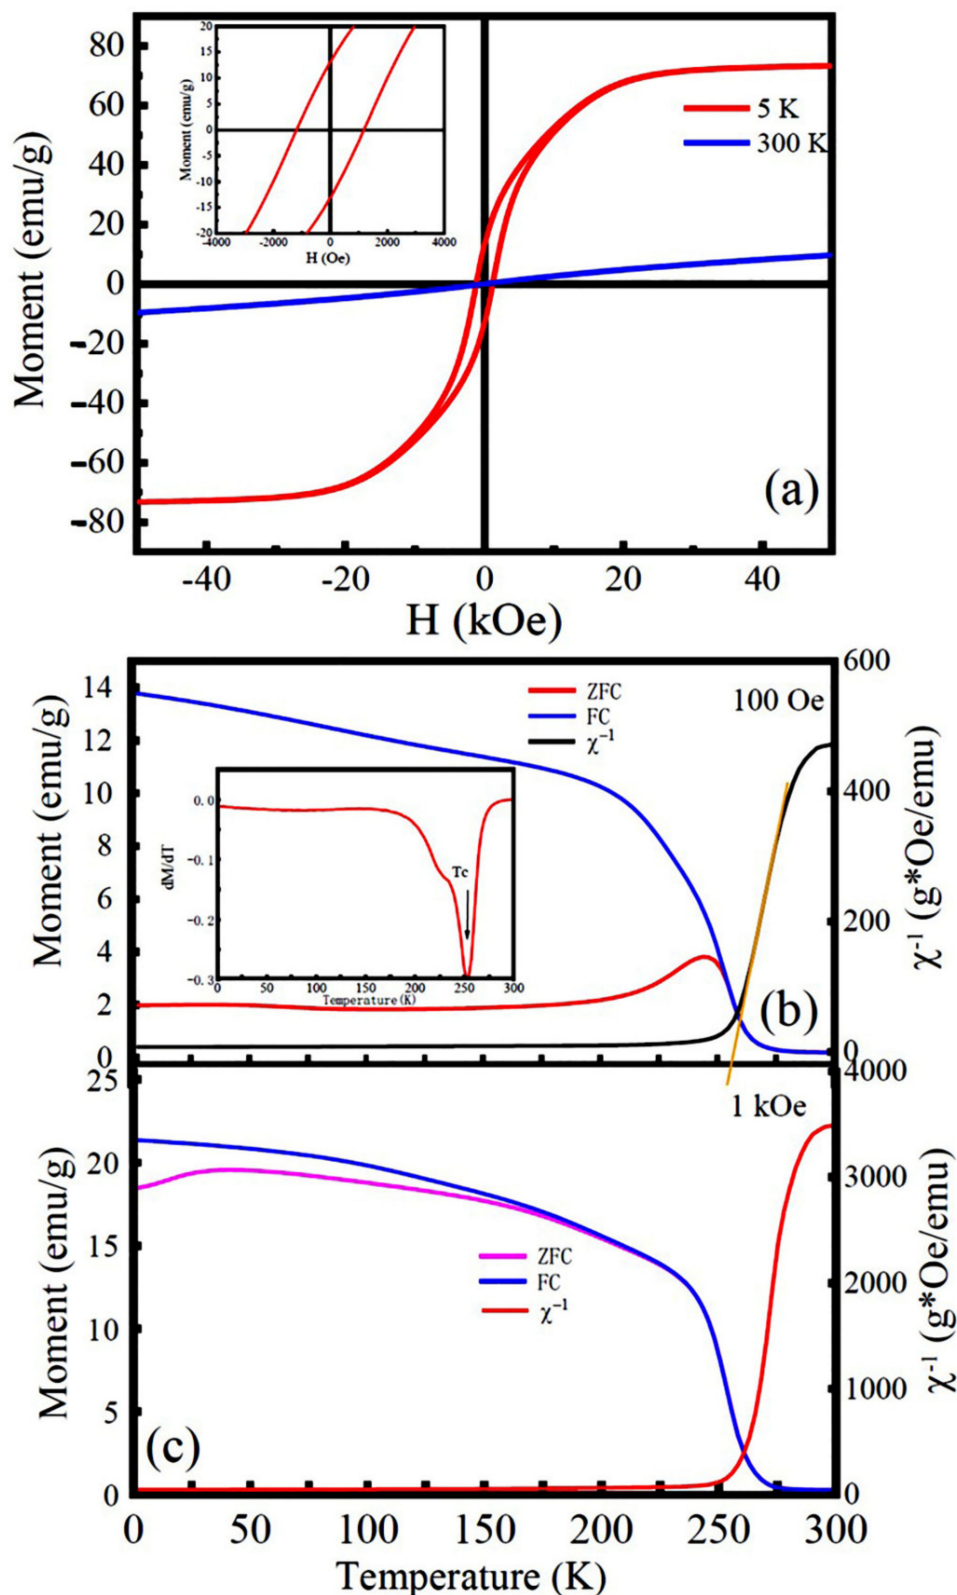 80
60
40
20
0
-20
-40
-60
-80
Moment (emu/g)
-40
-20
0
20
40
H (kOe)
5 K
300 K
(a)
20
15
10
5
0
-5
-10
-15
-20
Moment (emu/g)
-4000
-2000
0
2000
4000
H (Oe)
14
12
10
8
6
4
2
0
Moment (emu/g)
ZFC
FC
χ⁻¹
100 Oe
600
400
200
0
χ⁻¹ (g*Oe/emu)
(b)
0.0
-0.1
-0.2
-0.3
dM/dT
Tc
0
50
100
150
200
250
300
Temperature(K)
25
20
15
10
5
0
Moment (emu/g)
1 kOe
ZFC
FC
χ⁻¹
4000
3000
2000
1000
0
χ⁻¹ (g*Oe/emu)
(c)
0
50
100
150
200
250
300
Temperature (K)